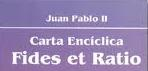 Juan Pablo II
Carta Encíclica
Fides et Ratio